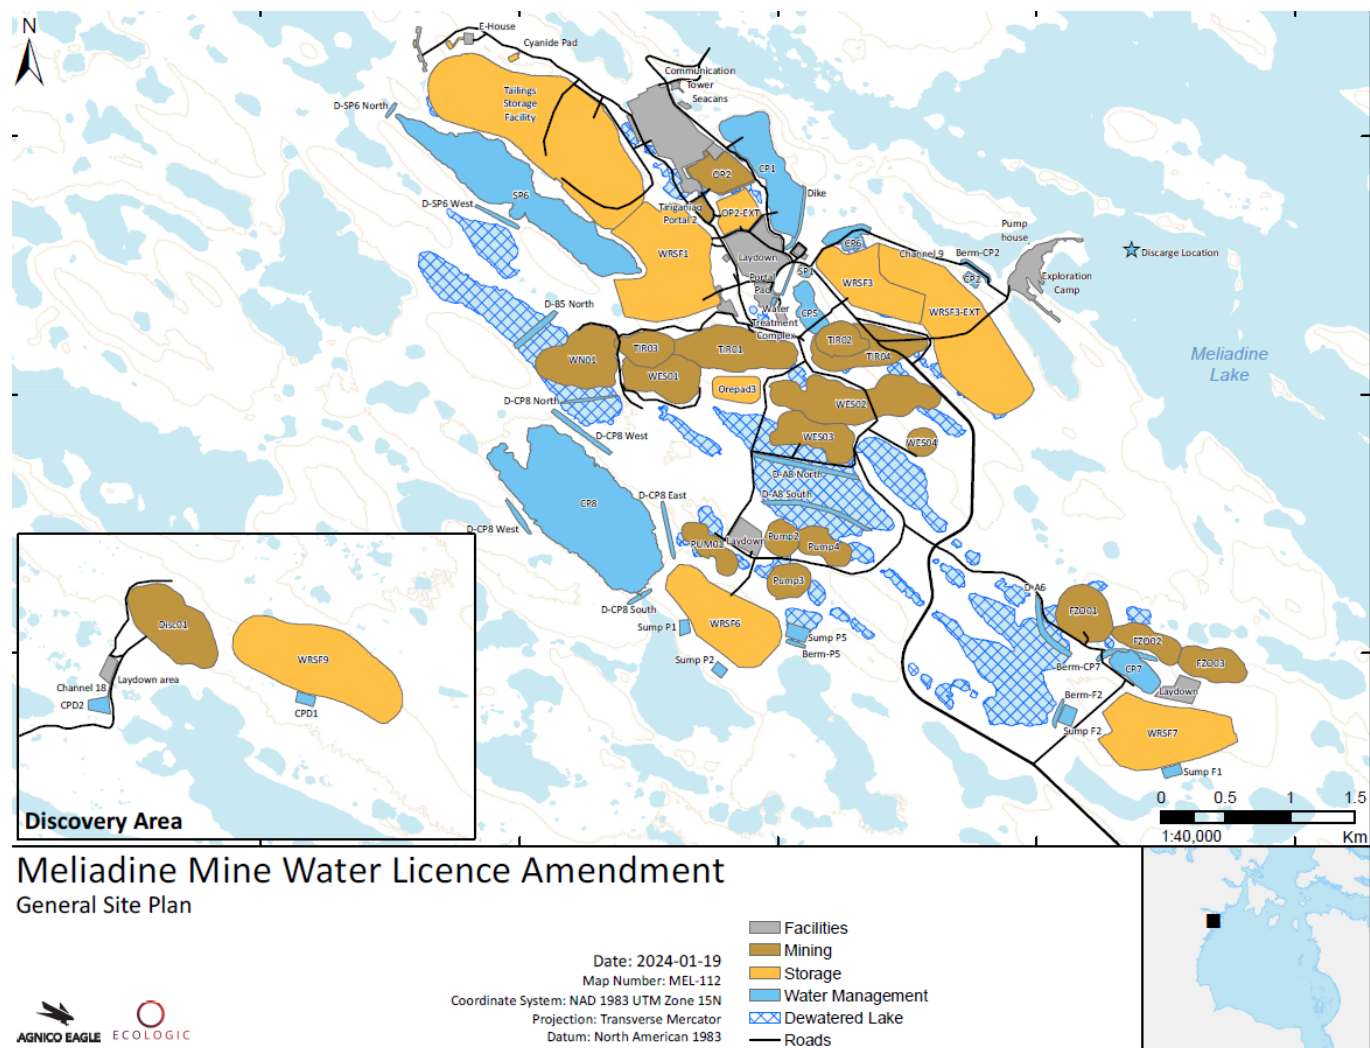 N
E-House
Cyanide Pad
Communication
Tower
Seacans
Tailings
Storage
Facility
D-SP6 North
CP1
OP2
SP6
Dike
D-SP6 West
Tiriganiaq
Portal 2
OP2-EXT
Pump
house
CP6
Channel 9
Berm-CP2
Discarge Location
WRSF1
Laydown
SP1
CP2
Exploration
Camp
Portal
Pad
WRSF3
D-B5 North
Water
Treatment
Complex
CP5
WRSF3-EXT
TIR03
TIR01
TIR02
TIR04
Meliadine
Lake
WN01
WES01
Orepad3
D-CP8 North
WES02
D-CP8 West
WES03
WES04
D-A8 North
D-CP8 East
D-A8 South
CP8
D-CP8 West
PUM01
Laydown
Pump2
Pump4
Pump3
D-CP8 South
D-A6
FZO01
Sump P1
WRSF6
Sump P5
Berm-P5
FZO02
Sump P2
Berm-CP7
CP7
FZO03
Laydown
Berm-F2
Sump F2
WRSF7
Sump F1
Disc01
WRSF9
Laydown area
Channel 18
CPD2
CPD1
Discovery Area
0 0.5 1 1.5
1:40,000 Km
Meliadine Mine Water Licence Amendment
General Site Plan
Date: 2024-01-19
Map Number: MEL-112
Coordinate System: NAD 1983 UTM Zone 15N
Projection: Transverse Mercator
Datum: North American 1983
Facilities
Mining
Storage
Water Management
Dewatered Lake
Roads
AGNICO EAGLE
ECOLOGIC